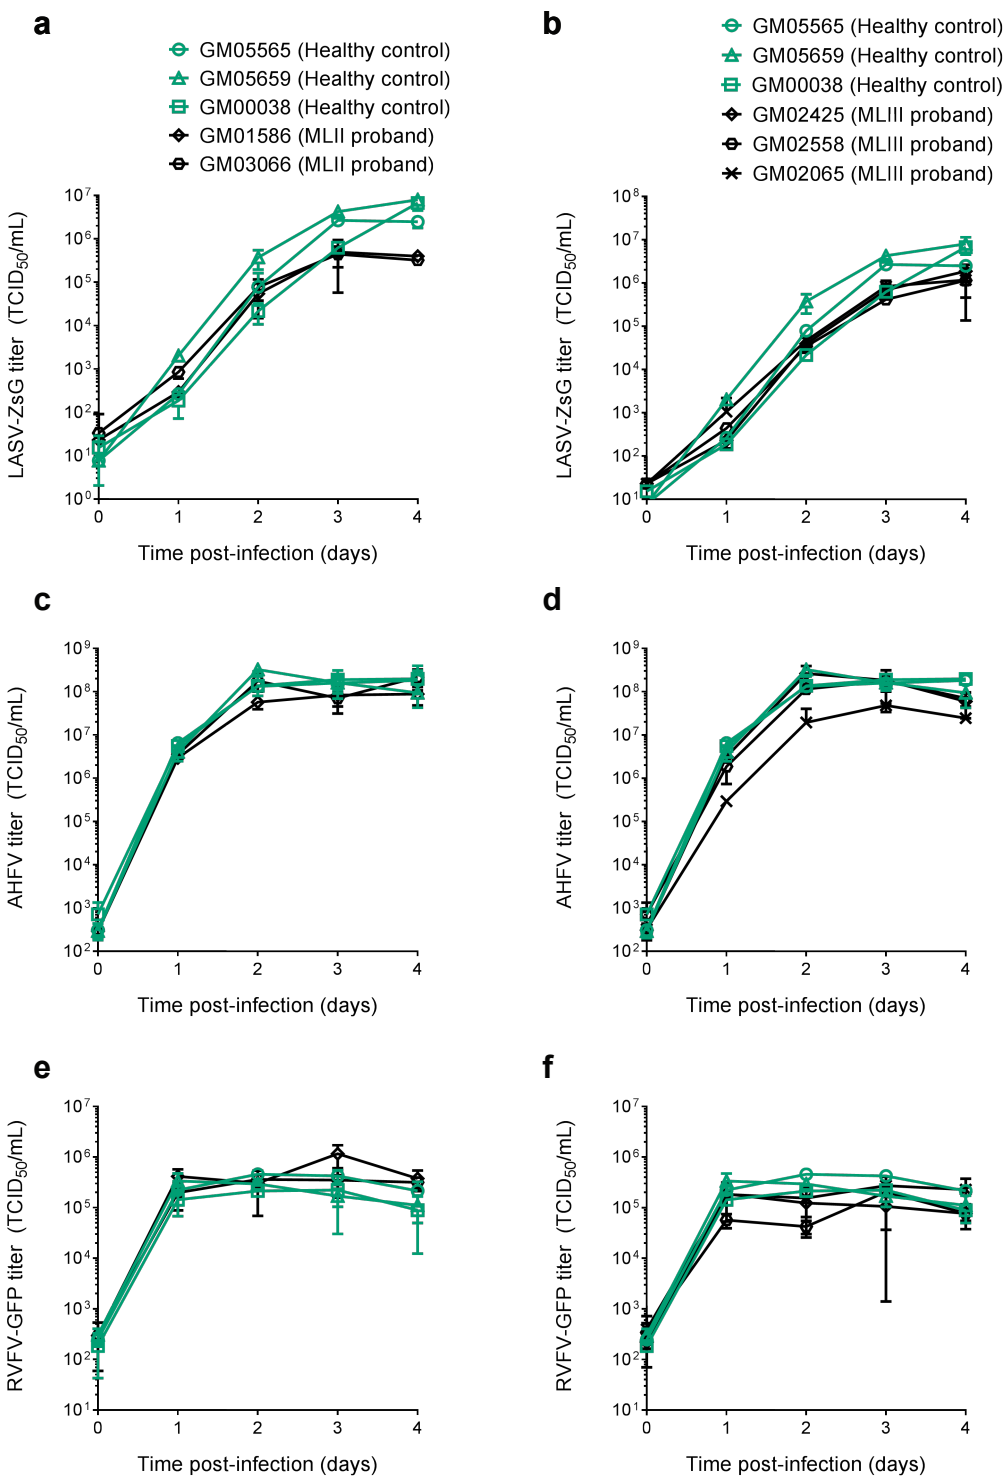 a
GM05565 (Healthy control)
GM05659 (Healthy control)
GM00038 (Healthy control)
GM01586 (MLII proband)
GM03066 (MLII proband)
LASV-ZsG titer (TCID50/mL)
10^7
10^6
10^5
10^4
10^3
10^2
10^1
10^0
0 1 2 3 4
Time post-infection (days)
b
GM05565 (Healthy control)
GM05659 (Healthy control)
GM00038 (Healthy control)
GM02425 (MLIII proband)
GM02558 (MLIII proband)
GM02065 (MLIII proband)
LASV-ZsG titer (TCID50/mL)
10^8
10^7
10^6
10^5
10^4
10^3
10^2
10^1
0 1 2 3 4
Time post-infection (days)
c
AHFV titer (TCID50/mL)
10^9
10^8
10^7
10^6
10^5
10^4
10^3
10^2
0 1 2 3 4
Time post-infection (days)
d
AHFV titer (TCID50/mL)
10^9
10^8
10^7
10^6
10^5
10^4
10^3
10^2
0 1 2 3 4
Time post-infection (days)
e
RVFV-GFP titer (TCID50/mL)
10^7
10^6
10^5
10^4
10^3
10^2
10^1
0 1 2 3 4
Time post-infection (days)
f
RVFV-GFP titer (TCID50/mL)
10^7
10^6
10^5
10^4
10^3
10^2
10^1
0 1 2 3 4
Time post-infection (days)